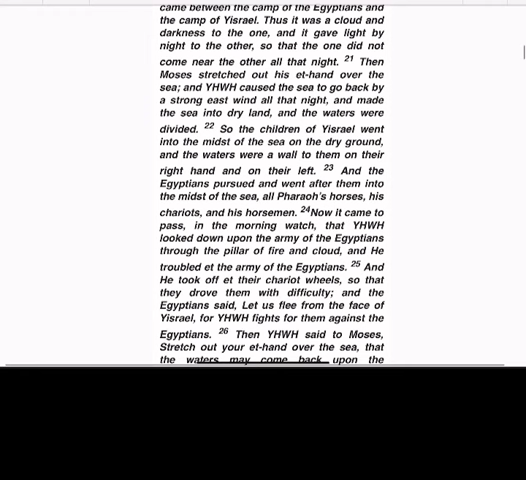 came between the camp of the Egyptians and
the camp of Yisrael. Thus it was a cloud and
darkness to the one, and it gave light by
night to the other, so that the one did not
come near the other all that night. 21 Then
Moses stretched out his et-hand over the
sea; and YHWH caused the sea to go back by
a strong east wind all that night, and made
the sea into dry land, and the waters were
divided. 22 So the children of Yisrael went
into the midst of the sea on the dry ground,
and the waters were a wall to them on their
right hand and on their left. 23 And the
Egyptians pursued and went after them into
the midst of the sea, all Pharaoh's horses, his
chariots, and his horsemen. 24Now it came to
pass, in the morning watch, that YHWH
looked down upon the army of the Egyptians
through the pillar of fire and cloud, and He
troubled et the army of the Egyptians. 25 And
He took off et their chariot wheels, so that
they drove them with difficulty; and the
Egyptians said, Let us flee from the face of
Yisrael, for YHWH fights for them against the
Egyptians. 26 Then YHWH said to Moses,
Stretch out your et-hand over the sea, that
the waters may come back upon the